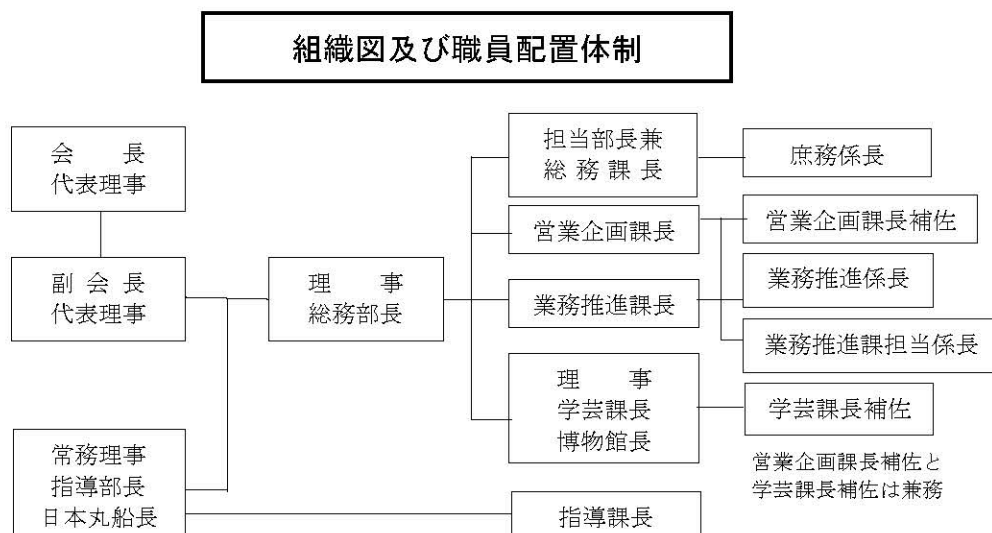 組織図及び職員配置体制
会　　長
代表理事
副 会 長
代表理事
常務理事
指導部長
日本丸船長
理　　事
総務部長
担当部長兼
総 務 課 長
営業企画課長
業務推進課長
理　　事
学芸課長
博物館長
指導課長
庶務係長
営業企画課長補佐
業務推進係長
業務推進課担当係長
学芸課長補佐
営業企画課長補佐と
学芸課長補佐は兼務